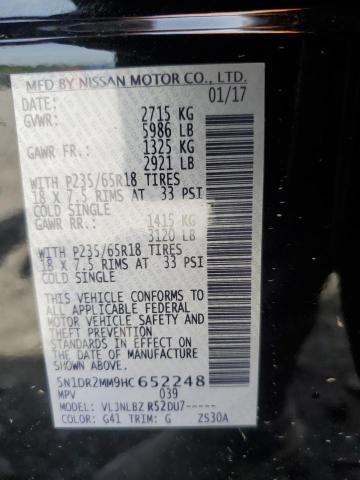 MFD BY NISSAN MOTOR CO., LTD.
DATE: 01/17
GVWR: 2715 KG
5986 LB
GAWR FR.: 1325 KG
2921 LB
WITH P235/65R18 TIRES
18 X 7.5 RIMS AT 33 PSI
COLD SINGLE
GAWR RR.: 1415 KG
3120 LB
WITH P235/65R18 TIRES
18 X 7.5 RIMS AT 33 PSI
COLD SINGLE
THIS VEHICLE CONFORMS TO
ALL APPLICABLE FEDERAL
MOTOR VEHICLE SAFETY,
BUMPER, AND THEFT PREVENTION
STANDARDS IN EFFECT ON THE
DATE OF MANUFACTURE
SHOWN ABOVE.
5N1DR2MM9HC652248
MPV 039
MODEL: VLJNLBZ R52DU7-----
COLOR: G41 TRIM: G ZS30A